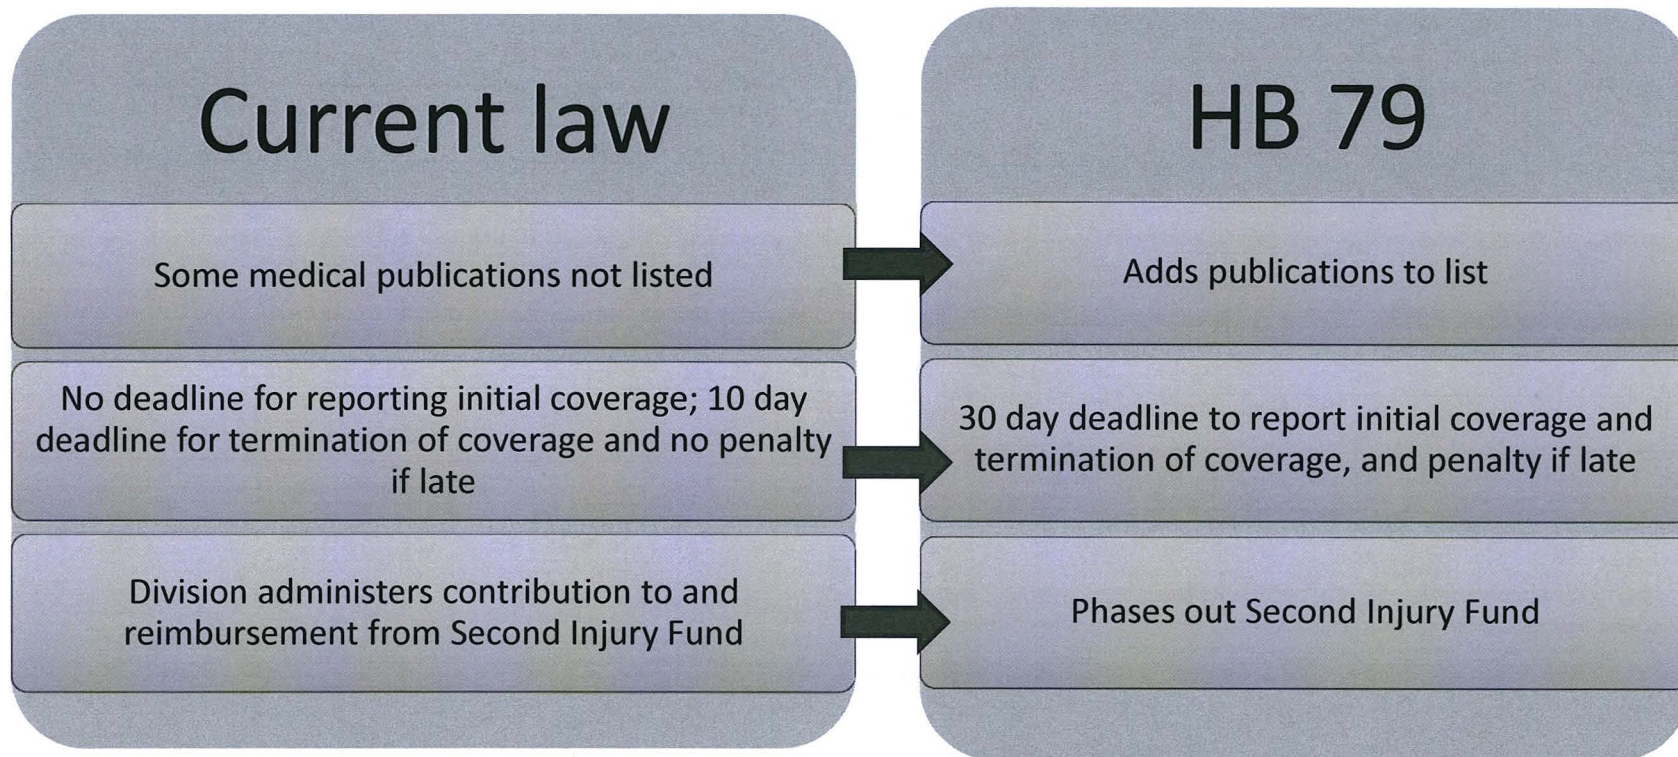 Current law
Some medical publications not listed
No deadline for reporting initial coverage; 10 day
deadline for termination of coverage and no penalty
if late
Division administers contribution to and
reimbursement from Second Injury Fund
HB 79
Adds publications to list
30 day deadline to report initial coverage and
termination of coverage, and penalty if late
Phases out Second Injury Fund